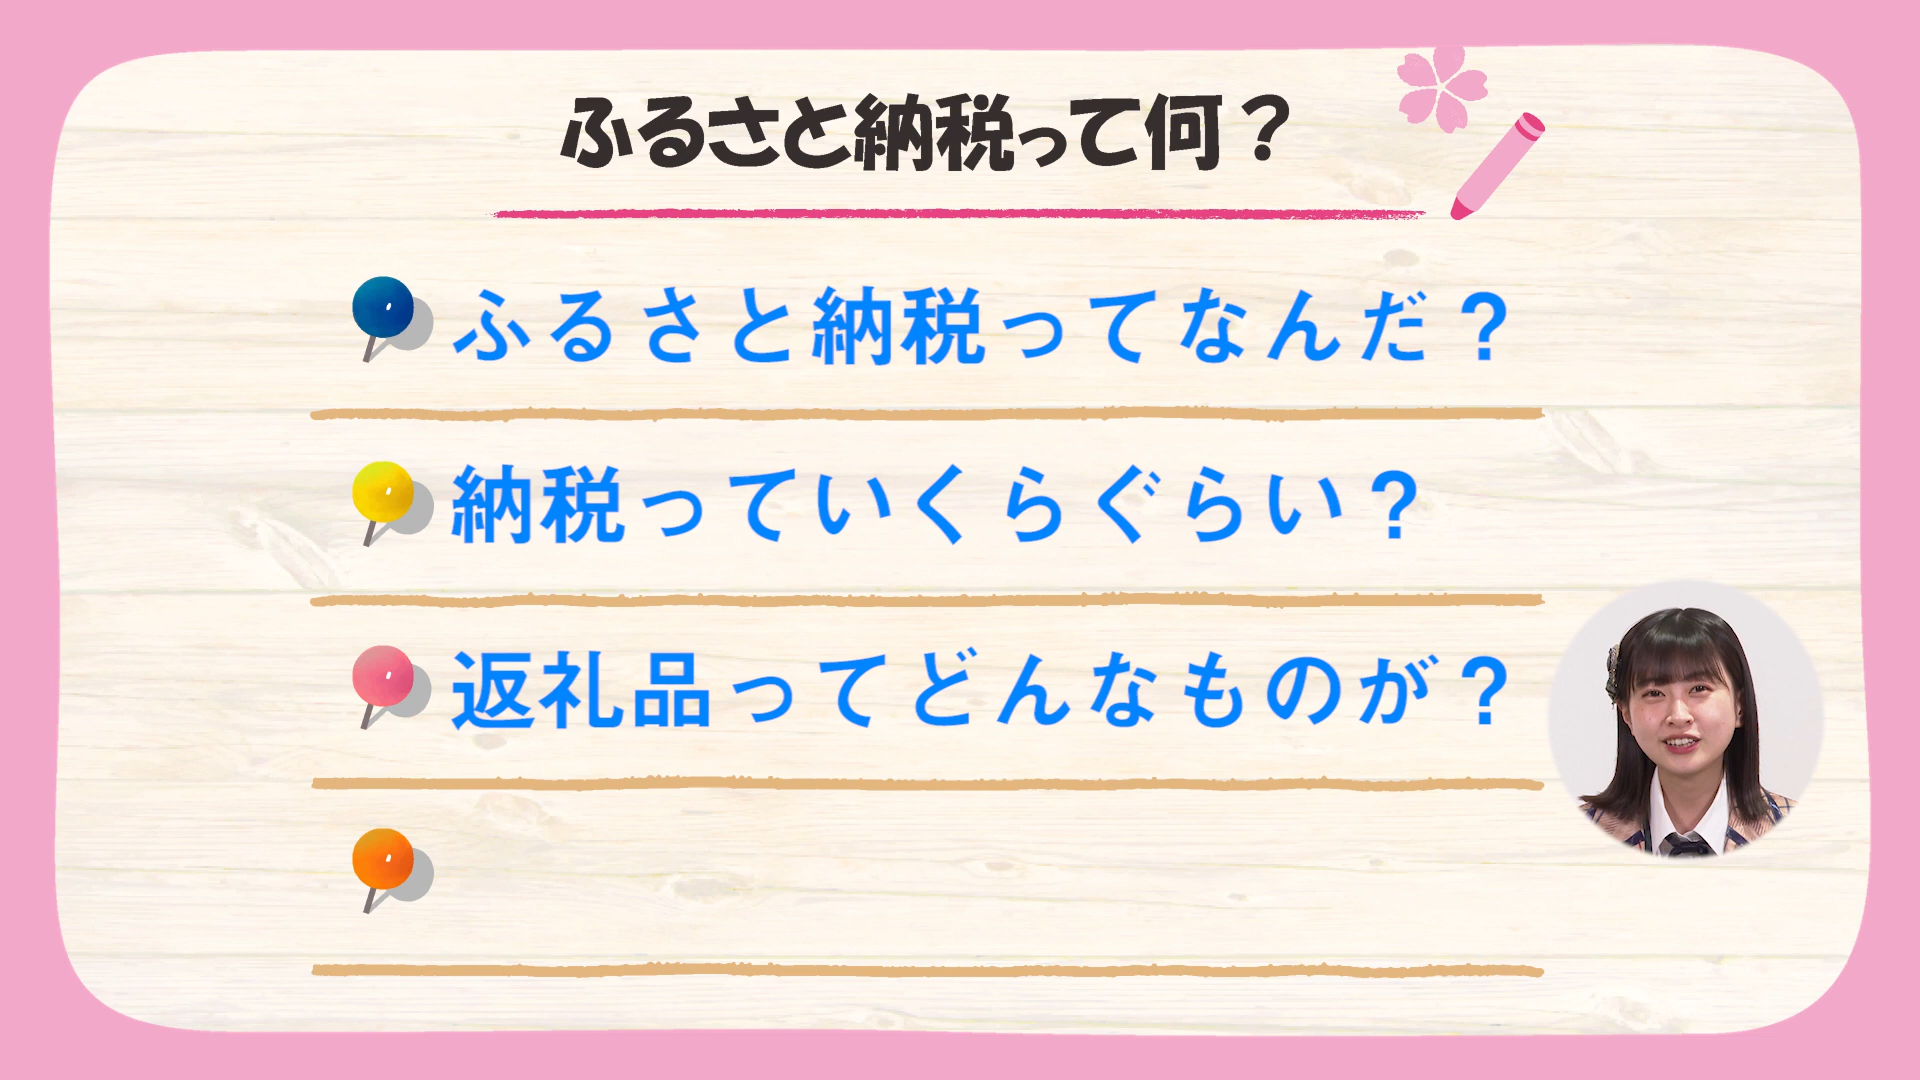 ふるさと納税って何？
ふるさと納税ってなんだ？
納税っていくらぐらい？
返礼品ってどんなものが？